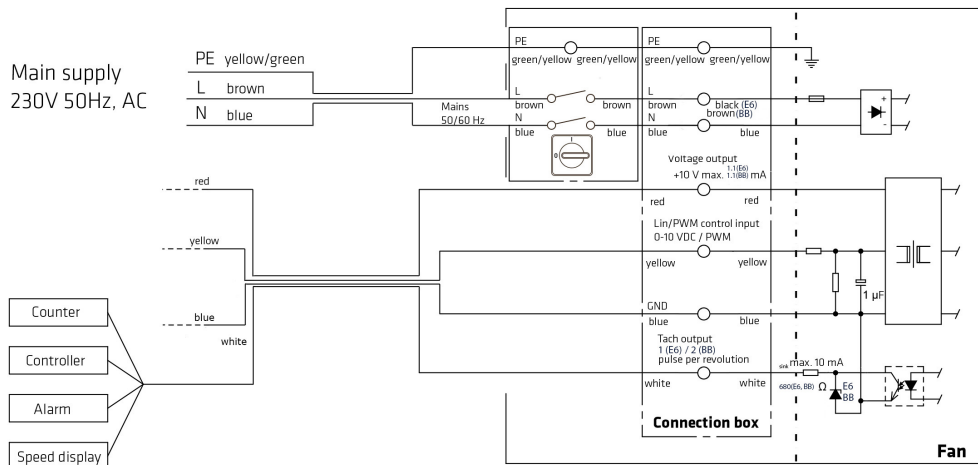 Main supply
230V 50Hz, AC
PE yellow/green
L brown
N blue
Mains
50/60 Hz
PE
green/yellow green/yellow
L
brown brown
N
blue blue
0 I
PE
green/yellow green/yellow
L
brown black (E6)
brown(BB)
N
blue blue
+
-
Voltage output
+10 V max. 1.1(E6) 1.1(BB) mA
red red
red
Lin/PWM control input
0-10 VDC / PWM
yellow yellow
yellow
1 µF
GND
blue blue
blue
white
Tach output
1 (E6) / 2 (BB)
pulse per revolution
white white
sink max. 10 mA
680(E6, BB) Ω
E6
BB
Counter
Controller
Alarm
Speed display
Connection box
Fan